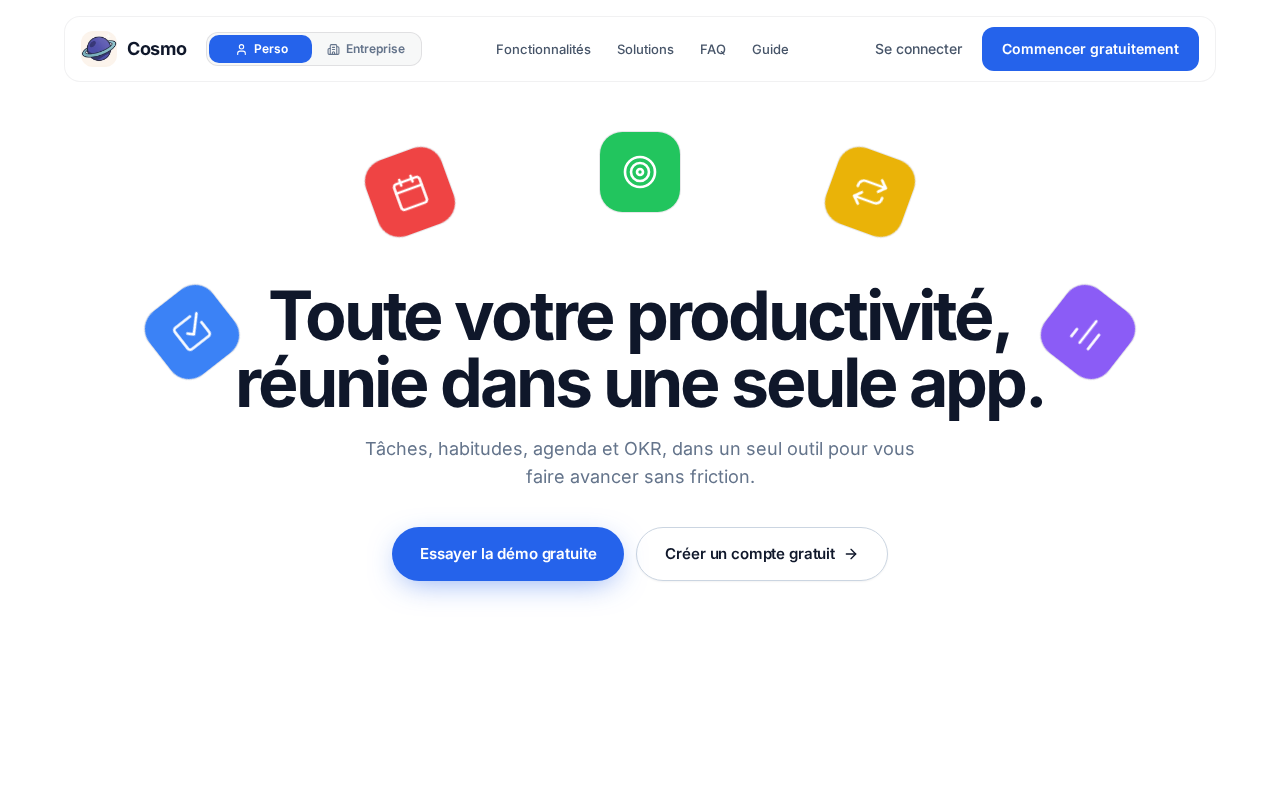 Cosmo
Perso
Entreprise
Fonctionnalités
Solutions
FAQ
Guide
Se connecter
Commencer gratuitement
Toute votre productivité,
réunie dans une seule app.
Tâches, habitudes, agenda et OKR, dans un seul outil pour vous
faire avancer sans friction.
Essayer la démo gratuite
Créer un compte gratuit